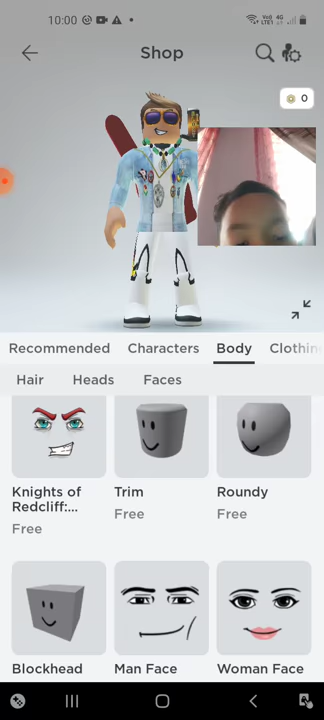 10:00
Shop
0
Recommended Characters Body Clothin
Hair Heads Faces
Knights of
Redcliff:...
Free
Trim
Free
Roundy
Free
Blockhead
Man Face
Woman Face